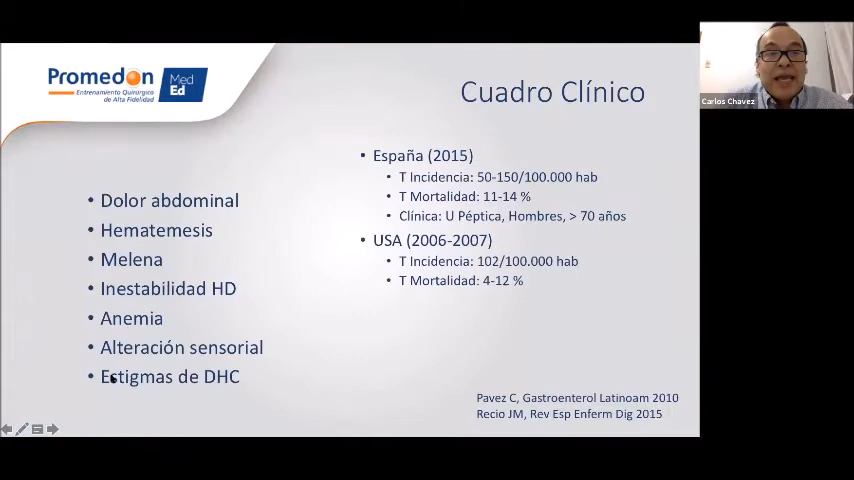 Promedon
Med
Ed
Entrenamiento Quirúrgico
de Alta Fidelidad
Cuadro Clínico
Carlos Chavez
• Dolor abdominal
• Hematemesis
• Melena
• Inestabilidad HD
• Anemia
• Alteración sensorial
• Estigmas de DHC
• España (2015)
• T Incidencia: 50-150/100.000 hab
• T Mortalidad: 11-14 %
• Clínica: U Péptica, Hombres, > 70 años
• USA (2006-2007)
• T Incidencia: 102/100.000 hab
• T Mortalidad: 4-12 %
Pavez C, Gastroenterol Latinoam 2010
Recio JM, Rev Esp Enferm Dig 2015